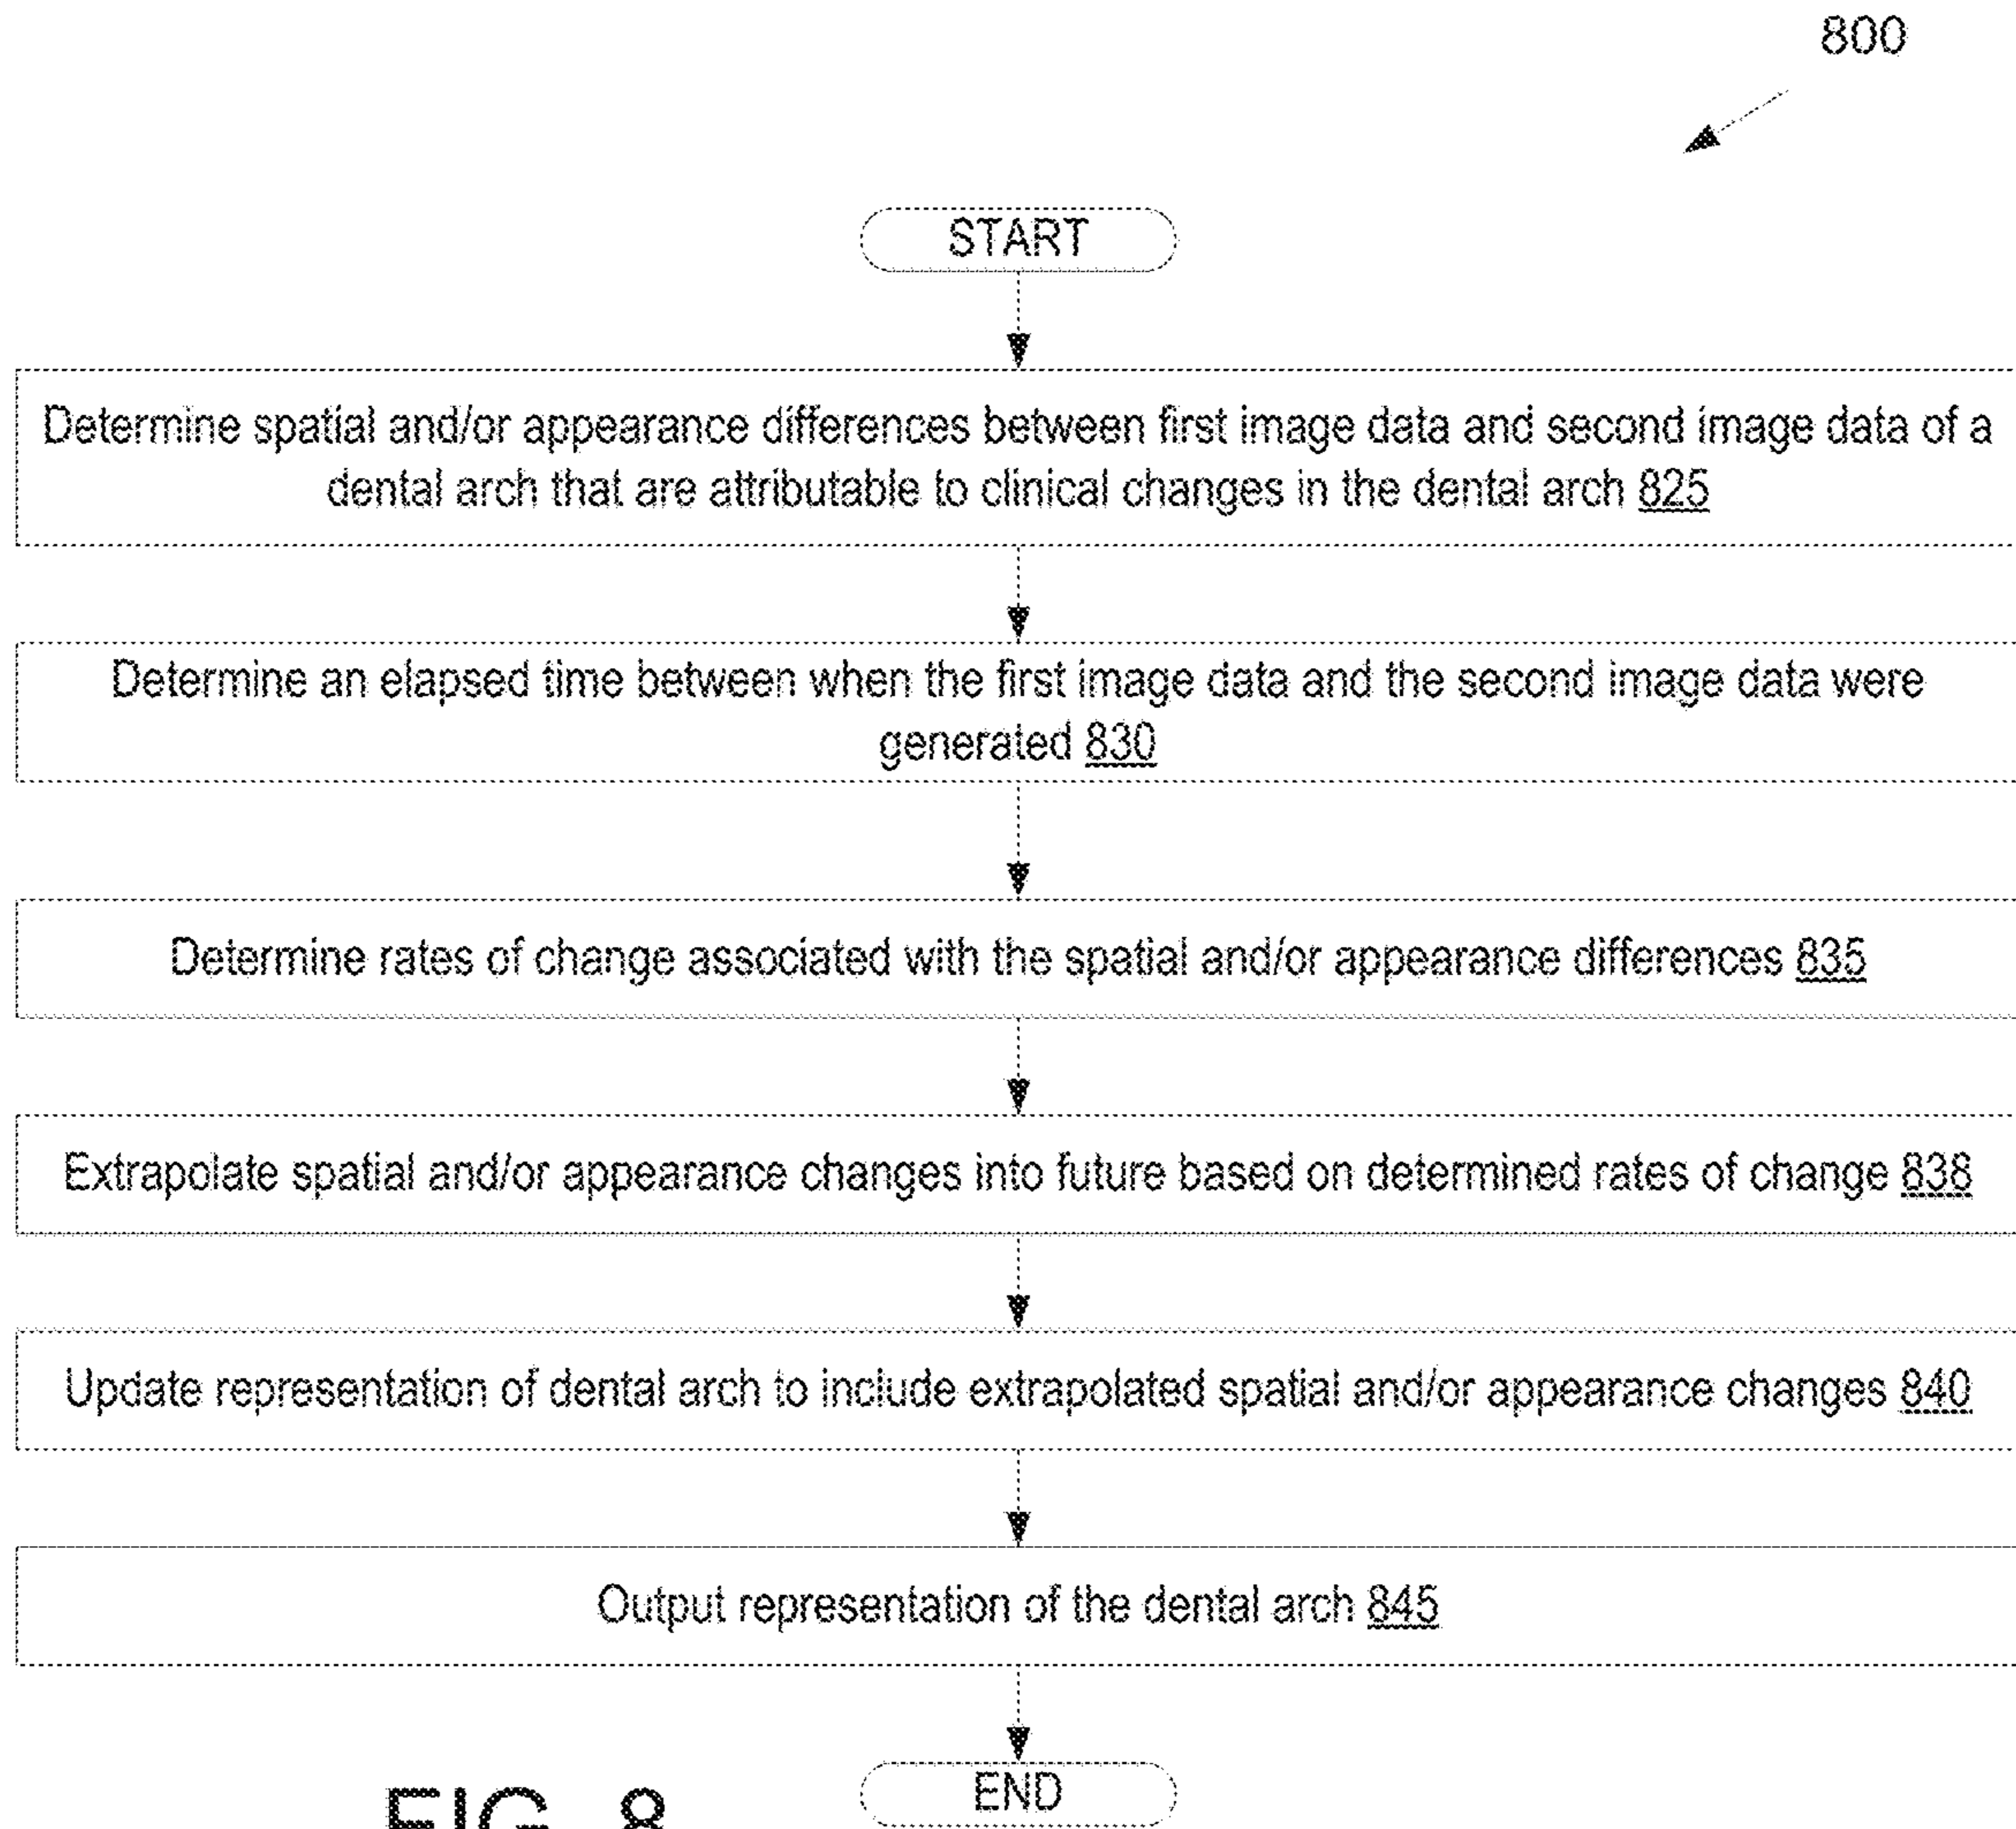 800
START
Determine spatial and/or appearance differences between first image data and second image data of a
dental arch that are attributable to clinical changes in the dental arch 825
Determine an elapsed time between when the first image data and the second image data were
generated 830
Determine rates of change associated with the spatial and/or appearance differences 835
Extrapolate spatial and/or appearance changes into future based on determined rates of change 838
Update representation of dental arch to include extrapolated spatial and/or appearance changes 840
Output representation of the dental arch 845
END
FIG. 8